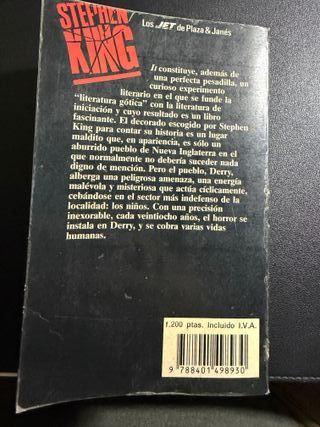 STEPHEN
KING
Los JET de Plaza & Janés
It constituye, además de
una perfecta pesadilla, un
curioso experimento
literario en el que se funde la
“literatura gótica” con la literatura de
iniciación y cuyo resultado es un libro
fascinante. El decorado escogido por Stephen
King para contar su historia es un lugar
maldito que, en apariencia, es sólo un
aburrido pueblo de Nueva Inglaterra en el
que normalmente no debería suceder nada
digno de mención. Pero el pueblo, Derry,
alberga una peligrosa amenaza, una energía
malévola y misteriosa que actúa cíclicamente,
cebándose en el sector más indefenso de la
localidad: los niños. Con una precisión
inexorable, cada veintiocho años, el horror se
instala en Derry, y se cobra varias vidas
humanas.
1.200 ptas. Incluido I.V.A.
9 788401 498930